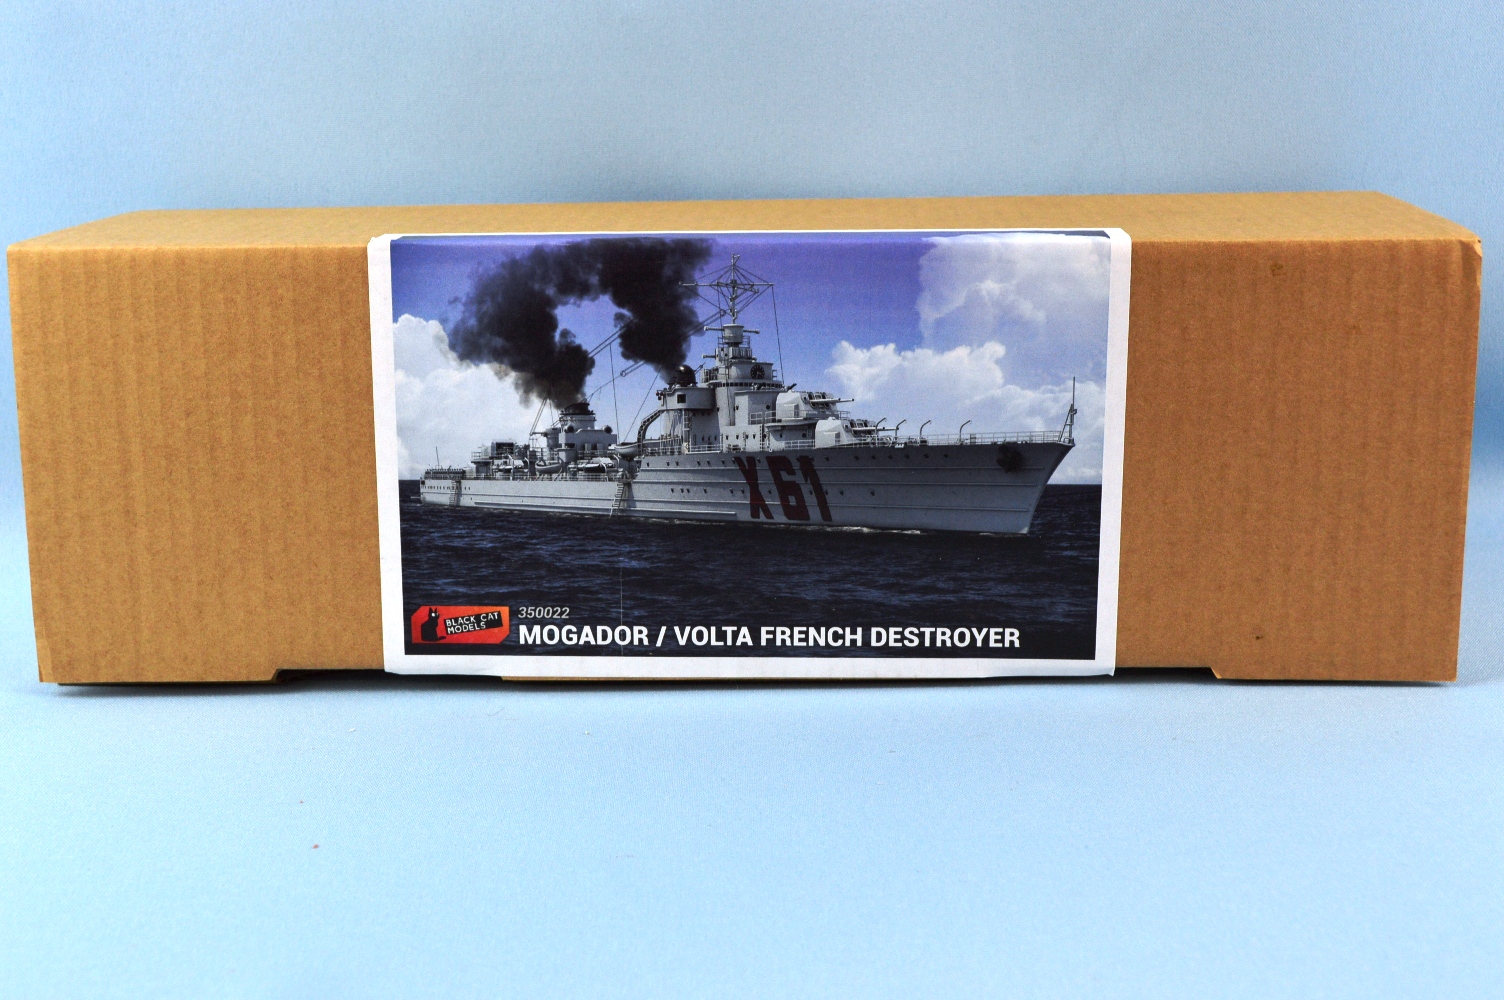 X61
BLACK CAT
MODELS
350022
MOGADOR / VOLTA FRENCH DESTROYER